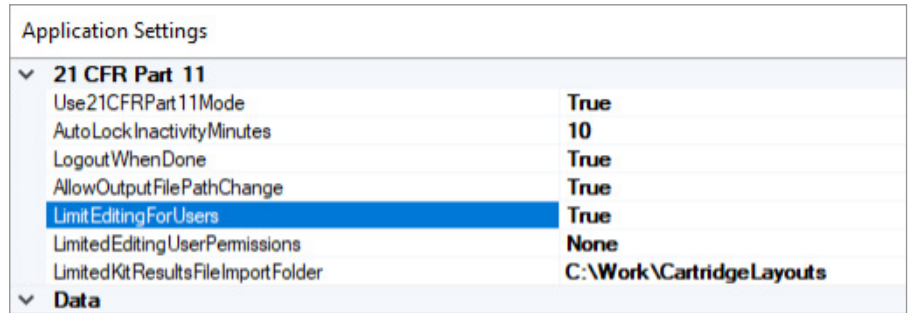 Application Settings
21 CFR Part 11
Use21CFRPart11Mode True
AutoLockInactivityMinutes 10
LogoutWhenDone True
AllowOutputFilePathChange True
LimitEditingForUsers True
LimitedEditingUserPermissions None
LimitedKitResultsFileImportFolder C:\Work\CartridgeLayouts
Data